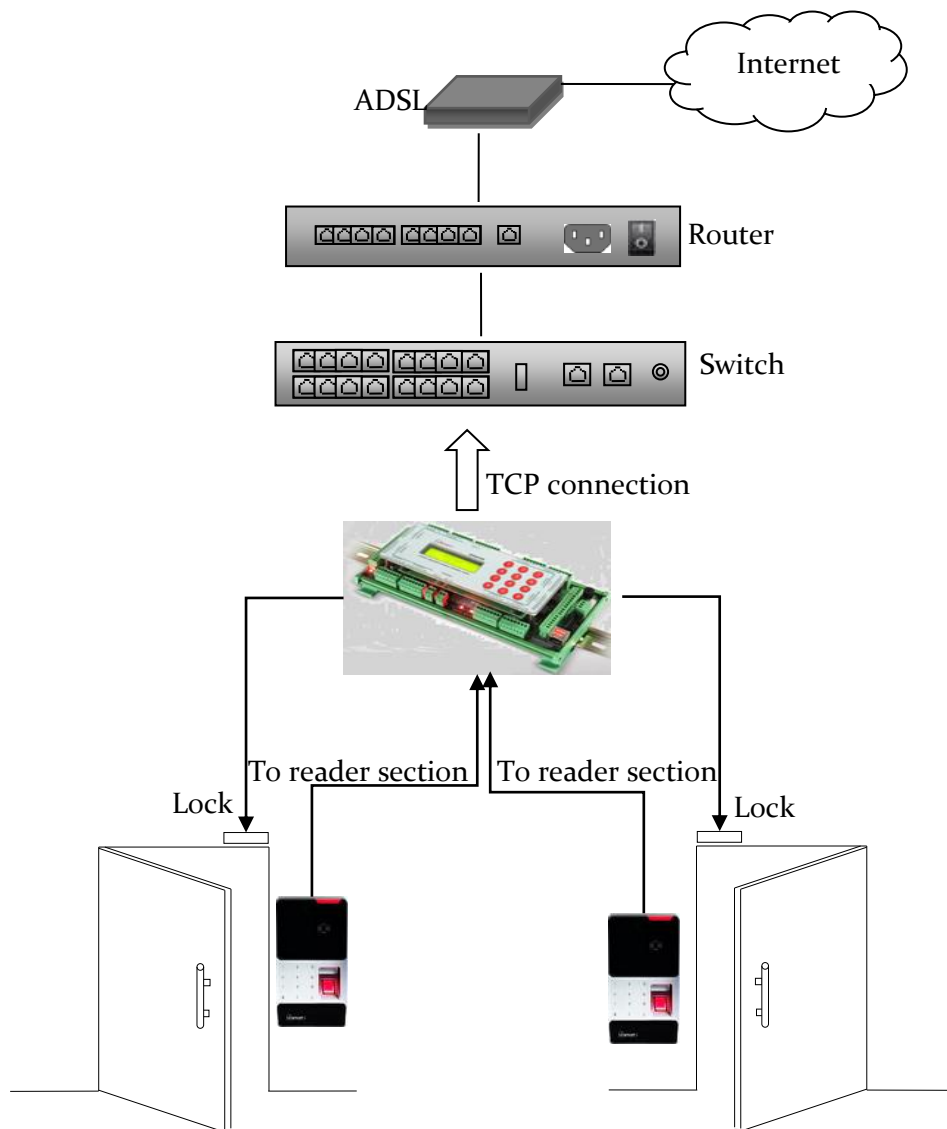 Internet
ADSL
Router
Switch
TCP connection
To reader section
To reader section
Lock
Lock